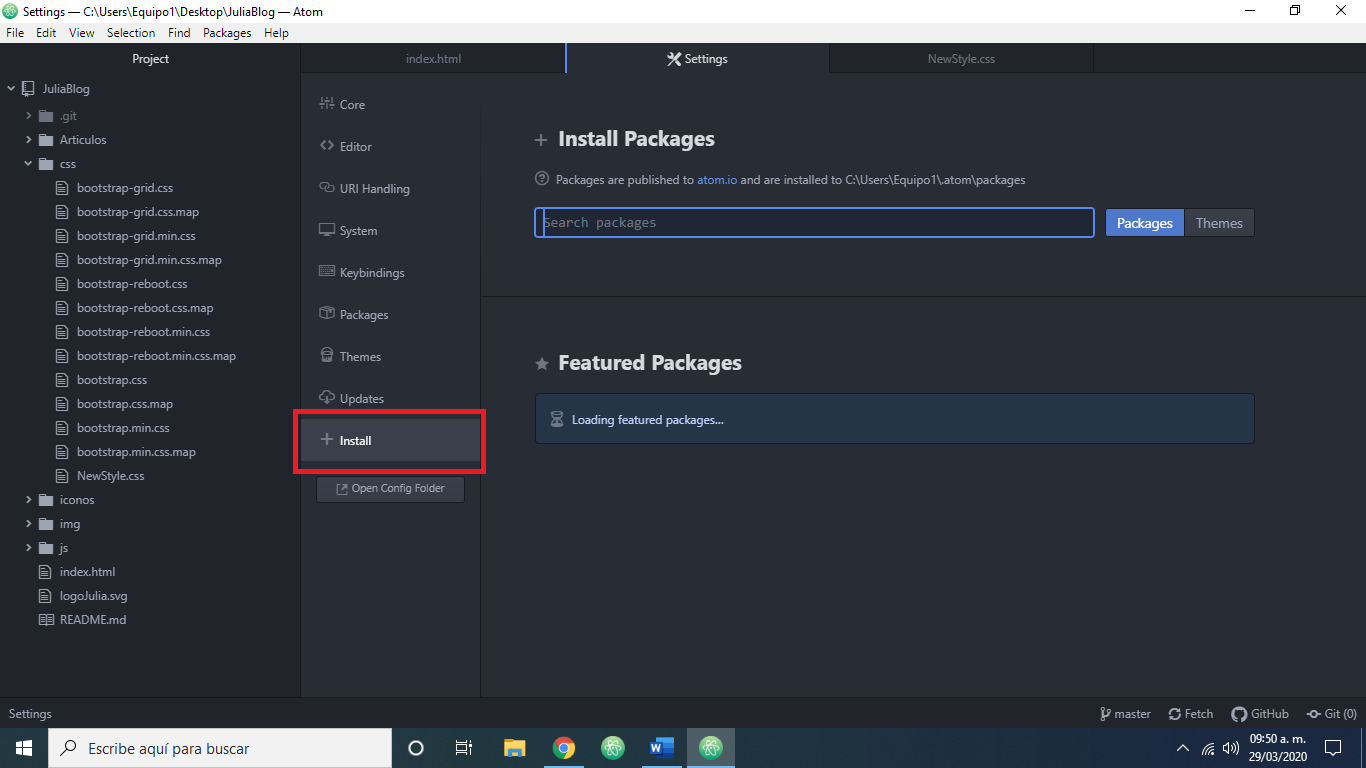 Settings — C:\Users\Equipo1\Desktop\JuliaBlog — Atom
File Edit View Selection Find Packages Help
Project
JuliaBlog
.git
Articulos
css
bootstrap-grid.css
bootstrap-grid.css.map
bootstrap-grid.min.css
bootstrap-grid.min.css.map
bootstrap-reboot.css
bootstrap-reboot.css.map
bootstrap-reboot.min.css
bootstrap-reboot.min.css.map
bootstrap.css
bootstrap.css.map
bootstrap.min.css
bootstrap.min.css.map
NewStyle.css
iconos
img
js
index.html
logoJulia.svg
README.md
index.html Settings NewStyle.css
Core
Editor
URI Handling
System
Keybindings
Packages
Themes
Updates
Install
Open Config Folder
Install Packages
Packages are published to atom.io and are installed to C:\Users\Equipo1\.atom\packages
Search packages
Packages Themes
Featured Packages
Loading featured packages...
Settings
master Fetch GitHub Git (0)
Escribe aquí para buscar
09:50 a. m.
29/03/2020